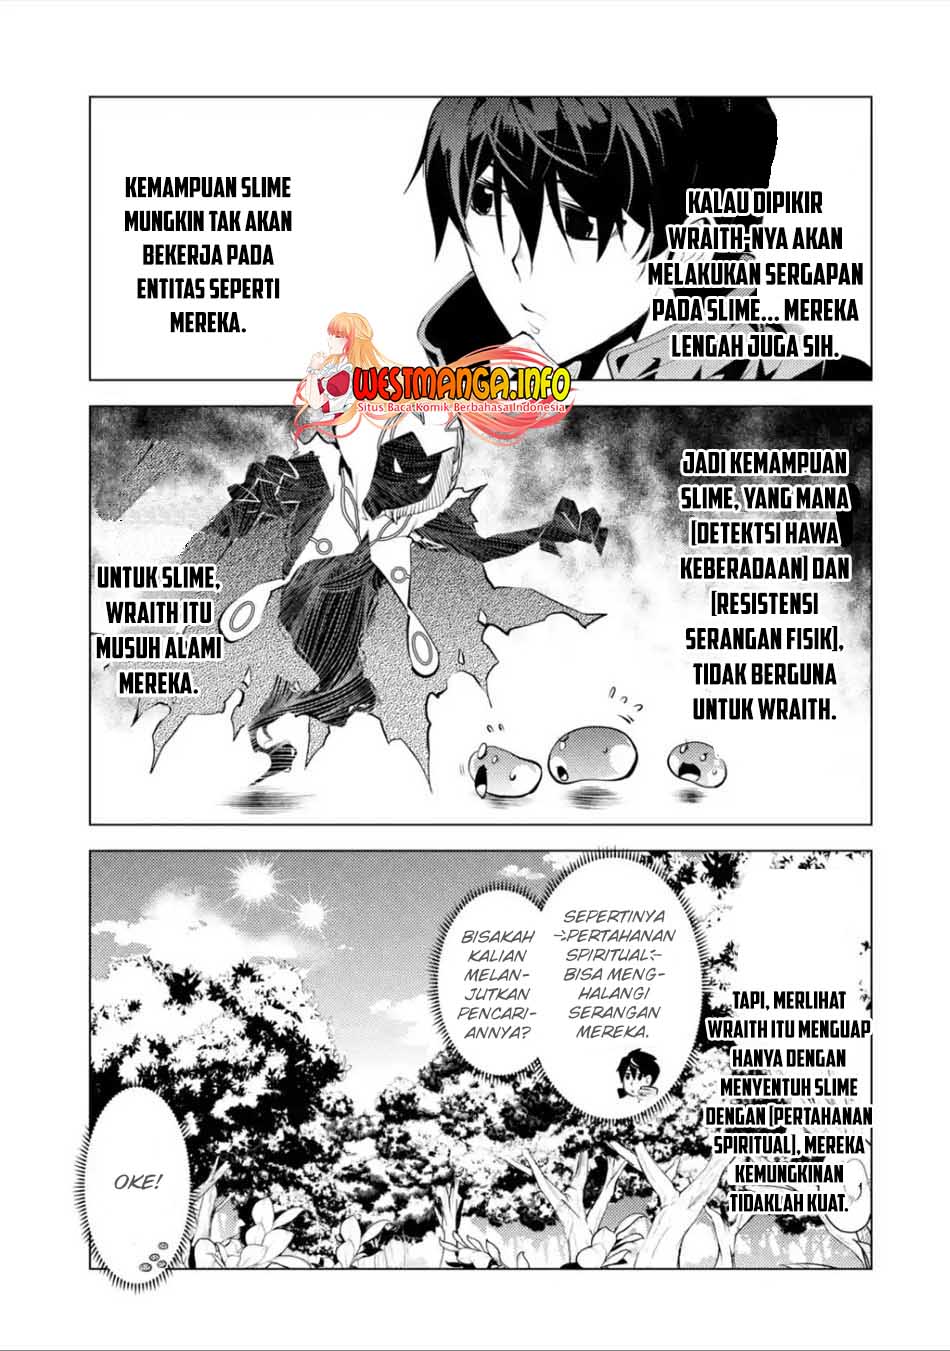 KALAU DIPIKIR
WRAITH-NYA AKAN
MELAKUKAN SERGAPAN
PADA SLIME... MEREKA
LENGAH JUGA SIH.
KEMAMPUAN SLIME
MUNGKIN TAK AKAN
BEKERJA PADA
ENTITAS SEPERTI
MEREKA.
WESTMANGA.INFO
Situs Baca Komik Berbahasa Indonesia
JADI KEMAMPUAN
SLIME, YANG MANA
[DETEKTSI HAWA
KEBERADAAN] DAN
[RESISTENSI
SERANGAN FISIK],
TIDAK BERGUNA
UNTUK WRAITH.
UNTUK SLIME,
WRAITH ITU
MUSUH ALAMI
MEREKA.
TAPI, MERLIHAT
WRAITH ITU MENGUAP
HANYA DENGAN
MENYENTUH SLIME
DENGAN [PERTAHANAN
SPIRITUAL], MEREKA
KEMUNGKINAN
TIDAKLAH KUAT.
SEPERTINYA
-:PERTAHANAN
SPIRITUAL:-
BISA MENG-
HALANGI
SERANGAN
MEREKA.
BISAKAH
KALIAN
MELAN-
JUTKAN
PENCARI-
ANNYA?
OKE!